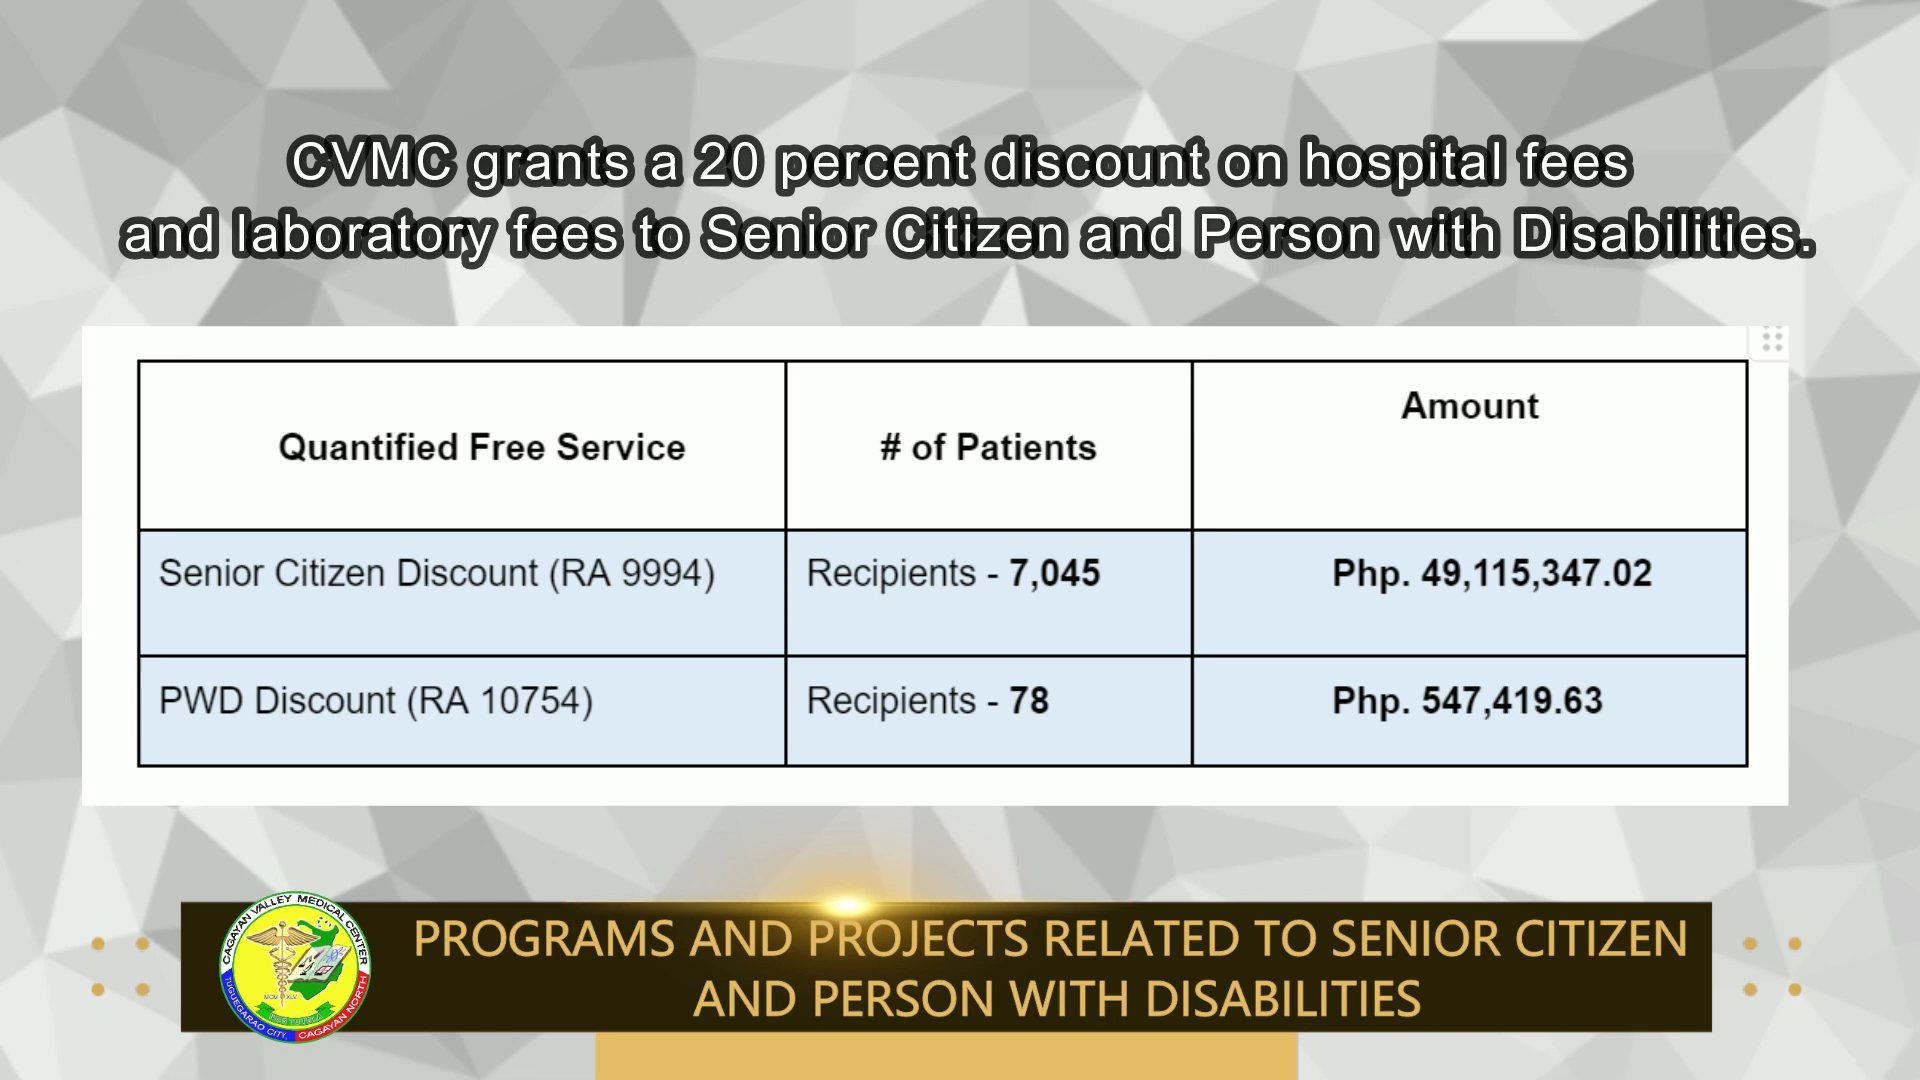 CVMC grants a 20 percent discount on hospital fees
and laboratory fees to Senior Citizen and Person with Disabilities.
Quantified Free Service
# of Patients
Amount
Senior Citizen Discount (RA 9994)
Recipients - 7,045
Php. 49,115,347.02
PWD Discount (RA 10754)
Recipients - 78
Php. 547,419.63
CAGAYAN VALLEY MEDICAL CENTER
MCM XLV
TUGUEGARAO CITY, CAGAYAN NORTH
PROGRAMS AND PROJECTS RELATED TO SENIOR CITIZEN
AND PERSON WITH DISABILITIES